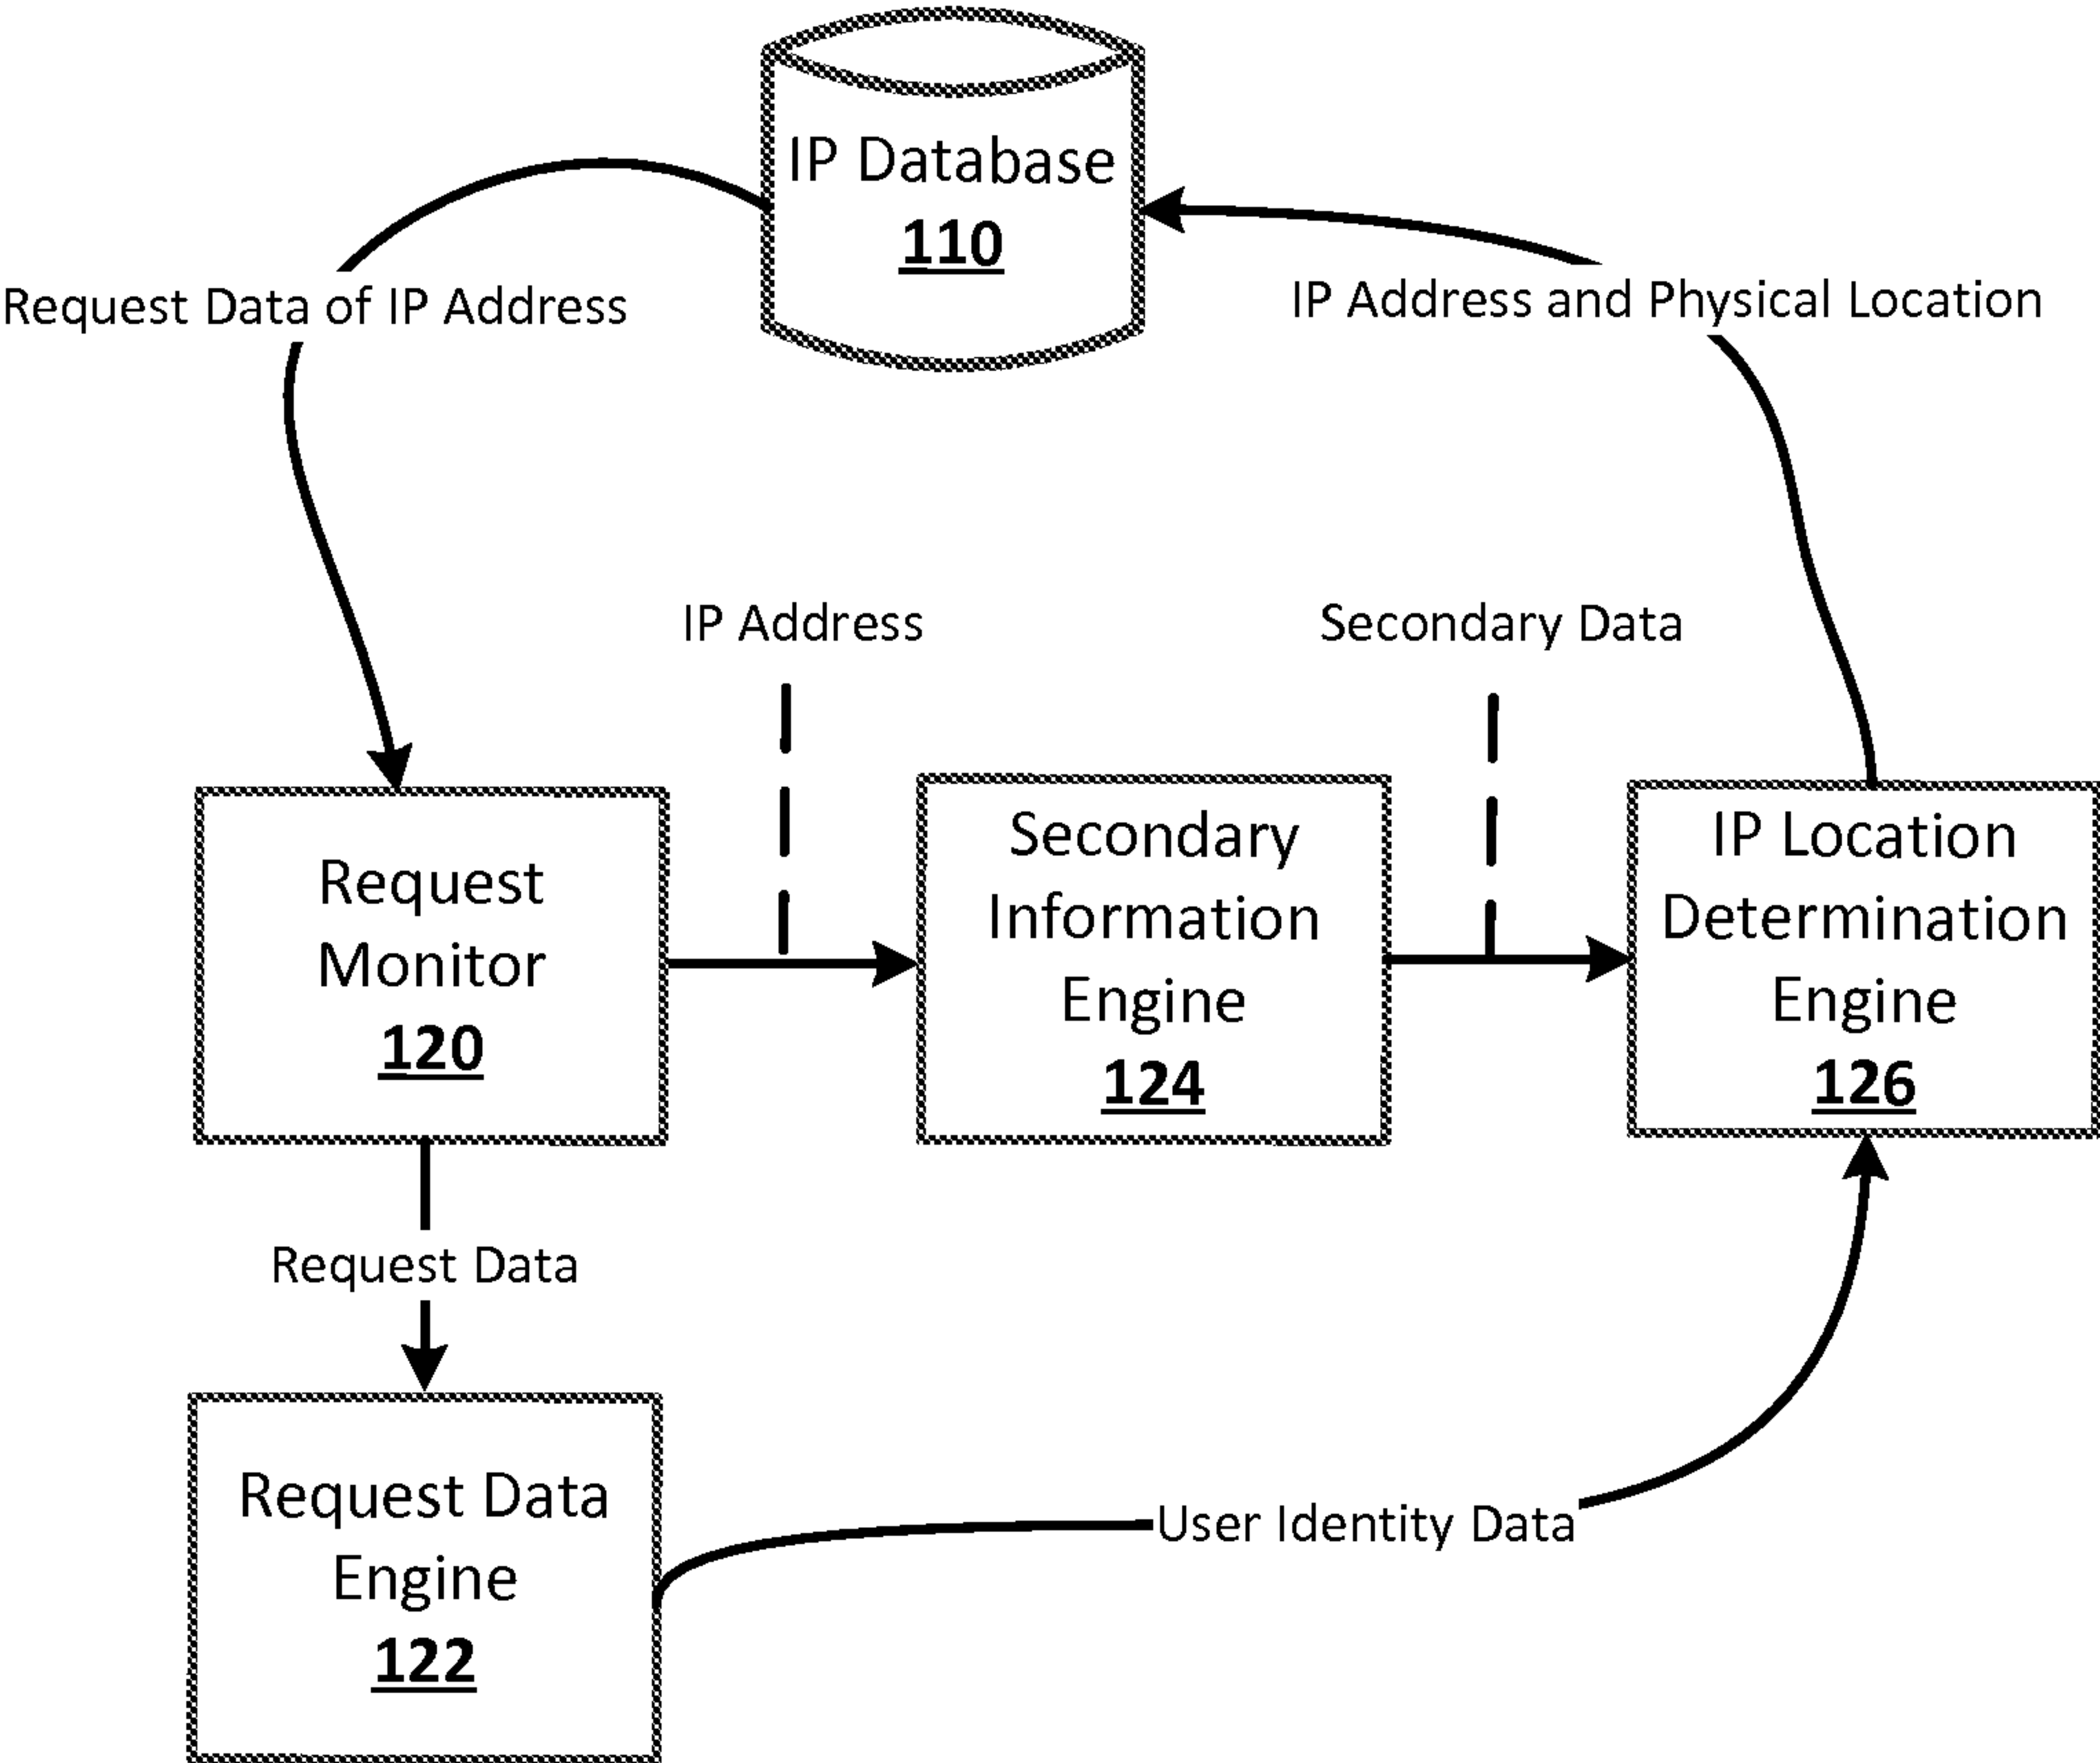 IP Database
110
Request Data of IP Address
IP Address and Physical Location
IP Address
Secondary Data
Request
Monitor
120
Secondary
Information
Engine
124
IP Location
Determination
Engine
126
Request Data
Request Data
Engine
122
User Identity Data